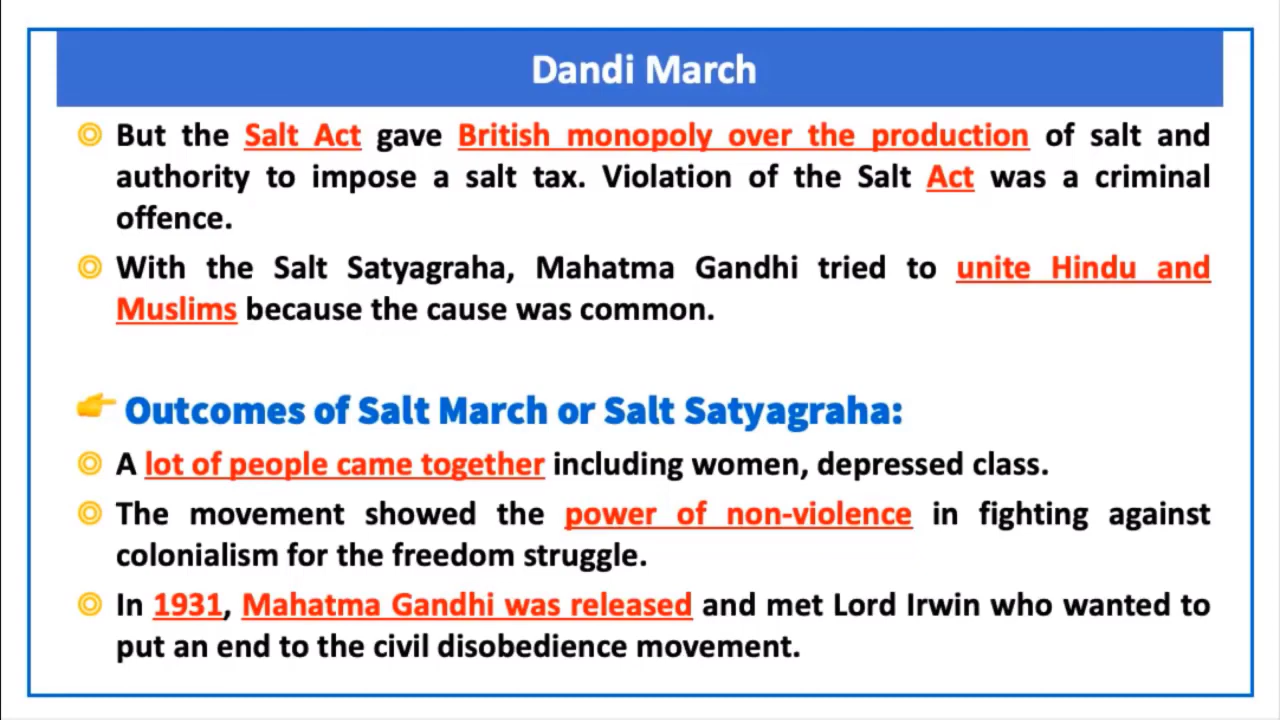 Dandi March
But the Salt Act gave British monopoly over the production of salt and
authority to impose a salt tax. Violation of the Salt Act was a criminal
offence.
With the Salt Satyagraha, Mahatma Gandhi tried to unite Hindu and
Muslims because the cause was common.
Outcomes of Salt March or Salt Satyagraha:
A lot of people came together including women, depressed class.
The movement showed the power of non-violence in fighting against
colonialism for the freedom struggle.
In 1931, Mahatma Gandhi was released and met Lord Irwin who wanted to
put an end to the civil disobedience movement.